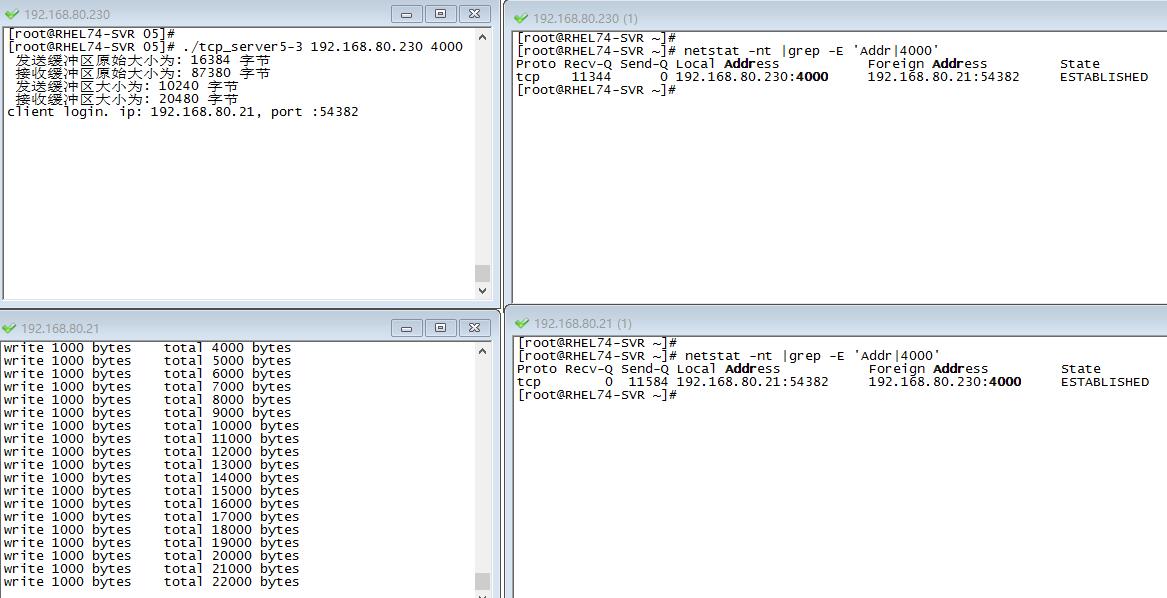 192.168.80.230
[root@RHEL74-SVR 05]#
[root@RHEL74-SVR 05]# ./tcp_server5-3 192.168.80.230 4000
发送缓冲区原始大小为: 16384 字节
接收缓冲区原始大小为: 87380 字节
发送缓冲区大小为: 10240 字节
接收缓冲区大小为: 20480 字节
client login. ip: 192.168.80.21, port :54382
192.168.80.230 (1)
[root@RHEL74-SVR ~]#
[root@RHEL74-SVR ~]# netstat -nt |grep -E 'Addr|4000'
Proto Recv-Q Send-Q Local Address           Foreign Address         State
tcp    11344      0 192.168.80.230:4000     192.168.80.21:54382     ESTABLISHED
[root@RHEL74-SVR ~]#
192.168.80.21
write 1000 bytes    total 4000 bytes
write 1000 bytes    total 5000 bytes
write 1000 bytes    total 6000 bytes
write 1000 bytes    total 7000 bytes
write 1000 bytes    total 8000 bytes
write 1000 bytes    total 9000 bytes
write 1000 bytes    total 10000 bytes
write 1000 bytes    total 11000 bytes
write 1000 bytes    total 12000 bytes
write 1000 bytes    total 13000 bytes
write 1000 bytes    total 14000 bytes
write 1000 bytes    total 15000 bytes
write 1000 bytes    total 16000 bytes
write 1000 bytes    total 17000 bytes
write 1000 bytes    total 18000 bytes
write 1000 bytes    total 19000 bytes
write 1000 bytes    total 20000 bytes
write 1000 bytes    total 21000 bytes
write 1000 bytes    total 22000 bytes
192.168.80.21 (1)
[root@RHEL74-SVR ~]#
[root@RHEL74-SVR ~]# netstat -nt |grep -E 'Addr|4000'
Proto Recv-Q Send-Q Local Address           Foreign Address         State
tcp        0  11584 192.168.80.21:54382     192.168.80.230:4000     ESTABLISHED
[root@RHEL74-SVR ~]#